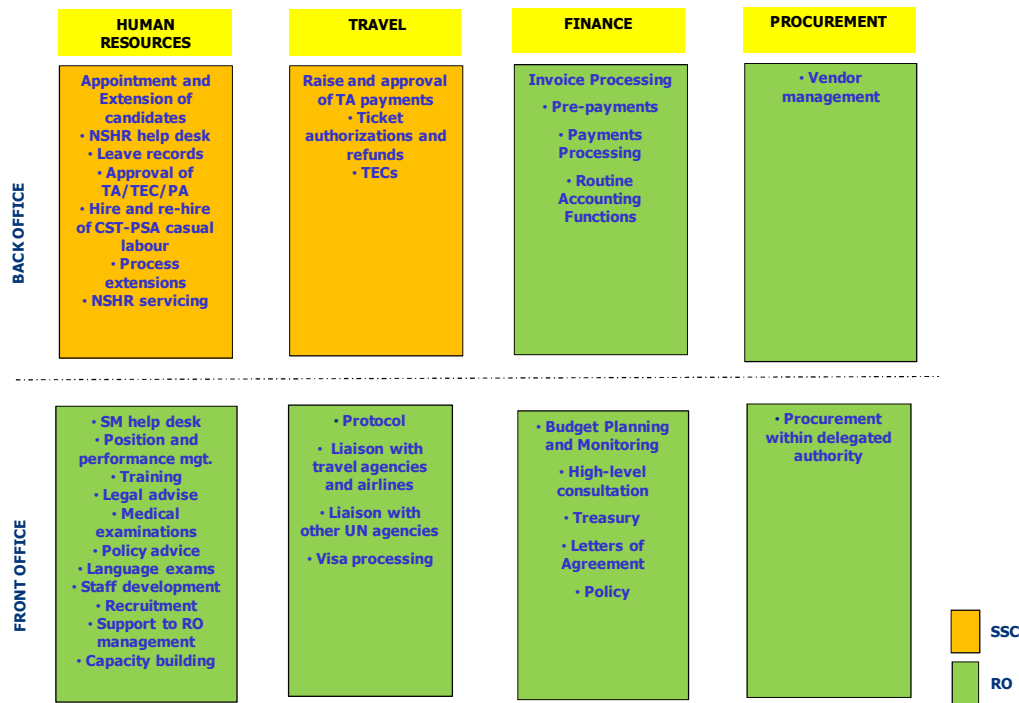 HUMAN
RESOURCES
TRAVEL
FINANCE
PROCUREMENT
BACK OFFICE
Appointment and
Extension of
candidates
• NSHR help desk
• Leave records
• Approval of
TA/TEC/PA
• Hire and re-hire
of CST-PSA casual
labour
• Process
extensions
• NSHR servicing
Raise and approval
of TA payments
• Ticket
authorizations and
refunds
• TECs
Invoice Processing
• Pre-payments
• Payments
Processing
• Routine
Accounting
Functions
• Vendor
management
FRONT OFFICE
• SM help desk
• Position and
performance mgt.
• Training
• Legal advise
• Medical
examinations
• Policy advice
• Language exams
• Staff development
• Recruitment
• Support to RO
management
• Capacity building
• Protocol
• Liaison with
travel agencies
and airlines
• Liaison with
other UN agencies
• Visa processing
• Budget Planning
and Monitoring
• High-level
consultation
• Treasury
• Letters of
Agreement
• Policy
• Procurement
within delegated
authority
SSC
RO